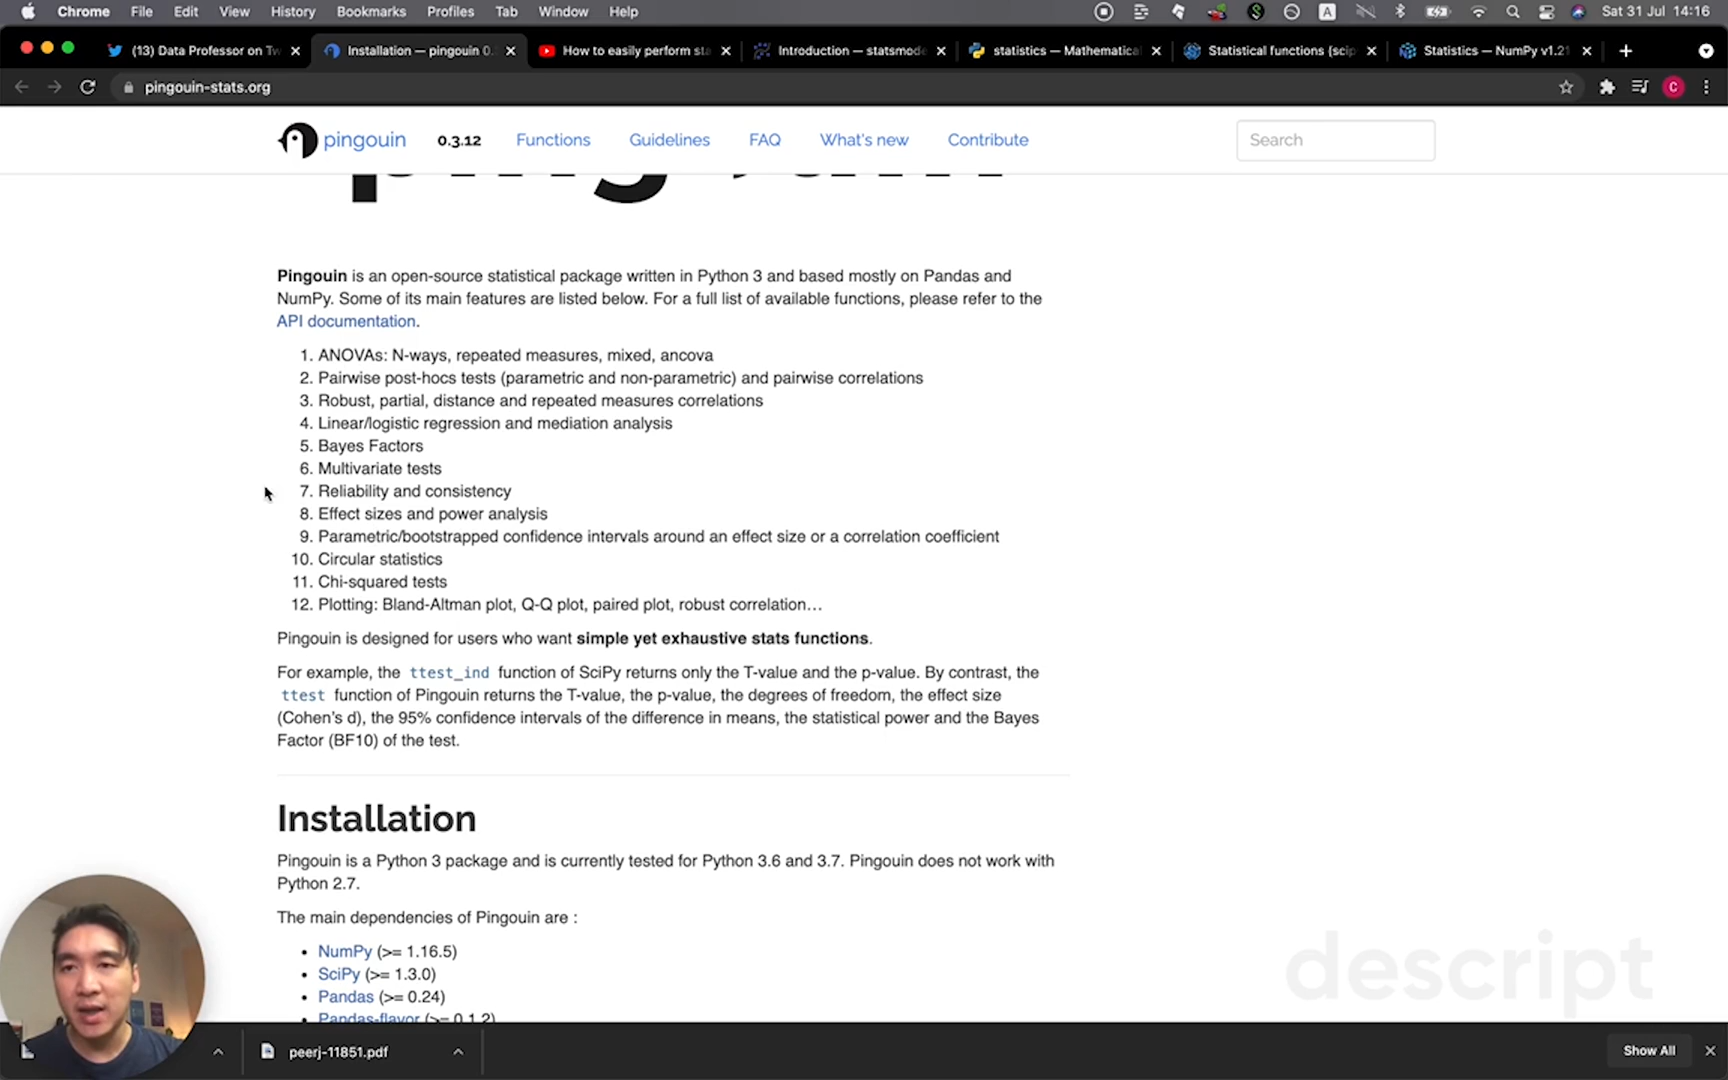 Chrome File Edit View History Bookmarks Profiles Tab Window Help A Sat 31 Jul 14:16
(13) Data Professor on Tw Installation — pingouin 0. How to easily perform sta Introduction — statsmode statistics — Mathematical Statistical functions (scip Statistics — NumPy v1.21
pingouin-stats.org C
pingouin 0.3.12 Functions Guidelines FAQ What's new Contribute Search
Pingouin is an open-source statistical package written in Python 3 and based mostly on Pandas and
NumPy. Some of its main features are listed below. For a full list of available functions, please refer to the
API documentation.
1. ANOVAs: N-ways, repeated measures, mixed, ancova
2. Pairwise post-hocs tests (parametric and non-parametric) and pairwise correlations
3. Robust, partial, distance and repeated measures correlations
4. Linear/logistic regression and mediation analysis
5. Bayes Factors
6. Multivariate tests
7. Reliability and consistency
8. Effect sizes and power analysis
9. Parametric/bootstrapped confidence intervals around an effect size or a correlation coefficient
10. Circular statistics
11. Chi-squared tests
12. Plotting: Bland-Altman plot, Q-Q plot, paired plot, robust correlation…
Pingouin is designed for users who want simple yet exhaustive stats functions.
For example, the ttest_ind function of SciPy returns only the T-value and the p-value. By contrast, the
ttest function of Pingouin returns the T-value, the p-value, the degrees of freedom, the effect size
(Cohen's d), the 95% confidence intervals of the difference in means, the statistical power and the Bayes
Factor (BF10) of the test.
Installation
Pingouin is a Python 3 package and is currently tested for Python 3.6 and 3.7. Pingouin does not work with
Python 2.7.
The main dependencies of Pingouin are :
• NumPy (>= 1.16.5)
• SciPy (>= 1.3.0)
• Pandas (>= 0.24)
• Pandas-flavor (>= 0.1.2)
descript
peerj-11851.pdf Show All